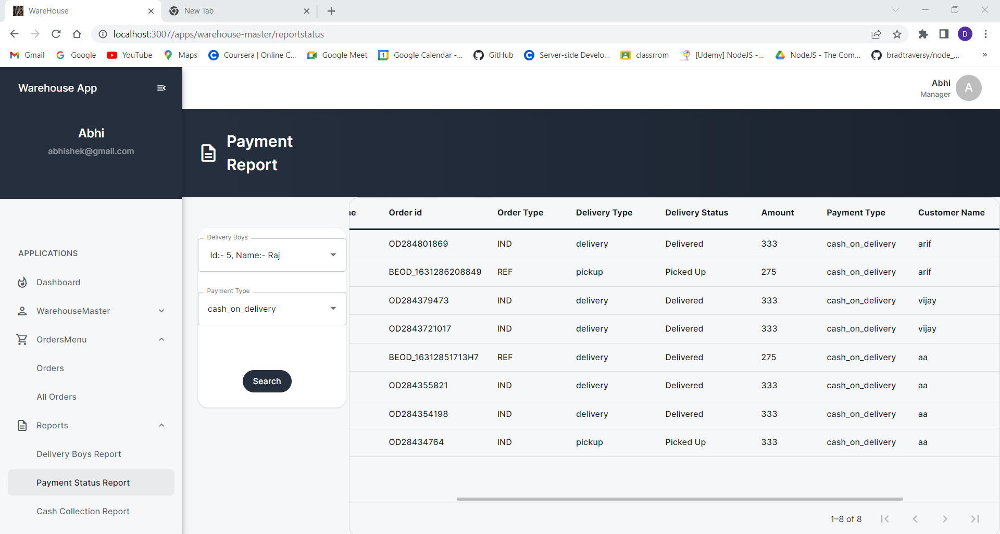 WareHouse
New Tab
localhost:3007/apps/warehouse-master/reportstatus
D
Gmail Google YouTube Maps Coursera | Online C... Google Meet 1 Google Calendar -... GitHub Server-side Develo... classrrom [Udemy] NodeJS -... NodeJS - The Com... bradtraversy/node_... »
Warehouse App
Abhi
Manager
A
Abhi
abhishek@gmail.com
Payment
Report
APPLICATIONS
Dashboard
WarehouseMaster
OrdersMenu
Orders
All Orders
Reports
Delivery Boys Report
Payment Status Report
Cash Collection Report
Delivery Boys
Id:- 5, Name:- Raj
Payment Type
cash_on_delivery
Search
Order id Order Type Delivery Type Delivery Status Amount Payment Type Customer Name
OD284801869 IND delivery Delivered 333 cash_on_delivery arif
BEOD_1631286208849 REF pickup Picked Up 275 cash_on_delivery arif
OD284379473 IND delivery Delivered 333 cash_on_delivery vijay
OD2843721017 IND delivery Delivered 333 cash_on_delivery vijay
BEOD_16312851713H7 REF delivery Delivered 275 cash_on_delivery aa
OD284355821 IND delivery Delivered 333 cash_on_delivery aa
OD284354198 IND delivery Delivered 333 cash_on_delivery aa
OD28434764 IND pickup Picked Up 333 cash_on_delivery aa
1–8 of 8